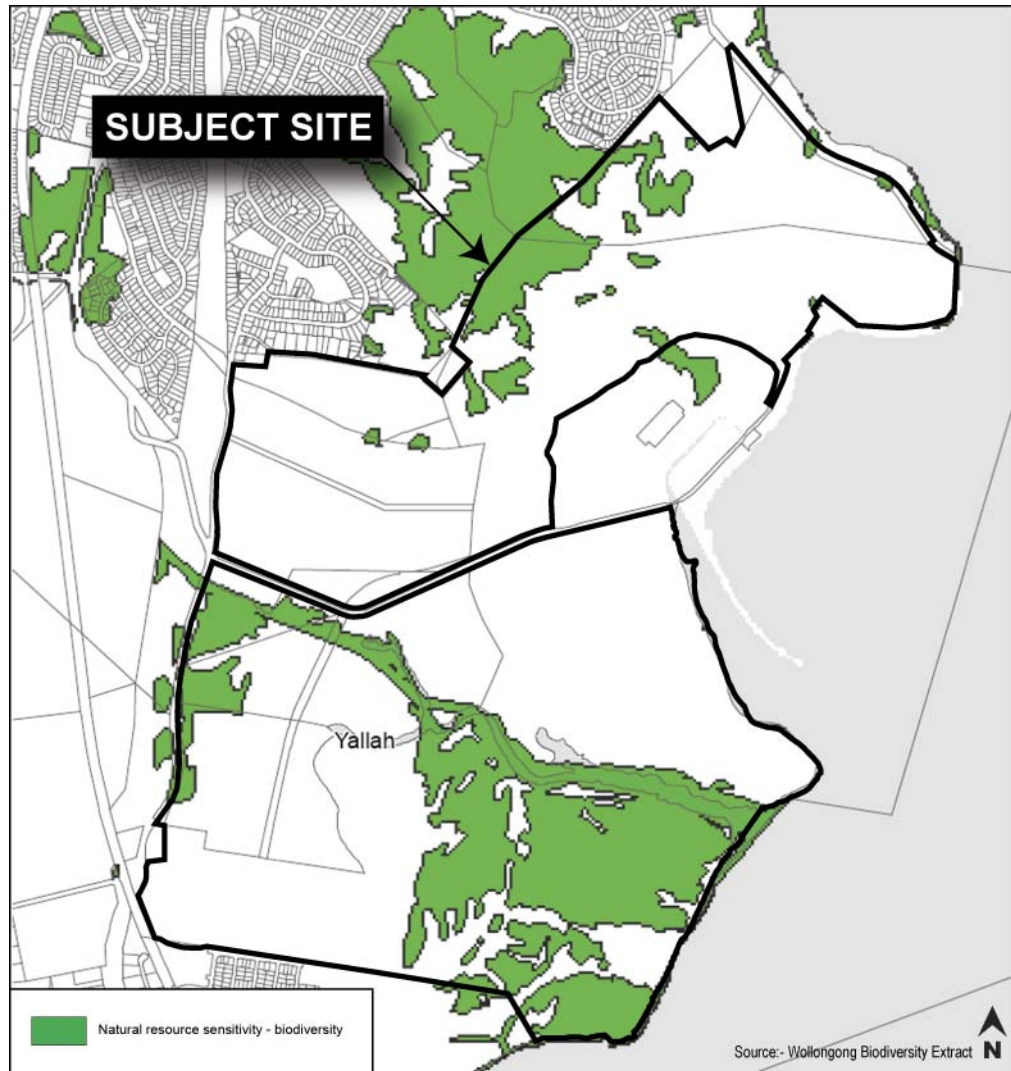 SUBJECT SITE
Yallah
Natural resource sensitivity - biodiversity
Source:- Wollongong Biodiversity Extract
N